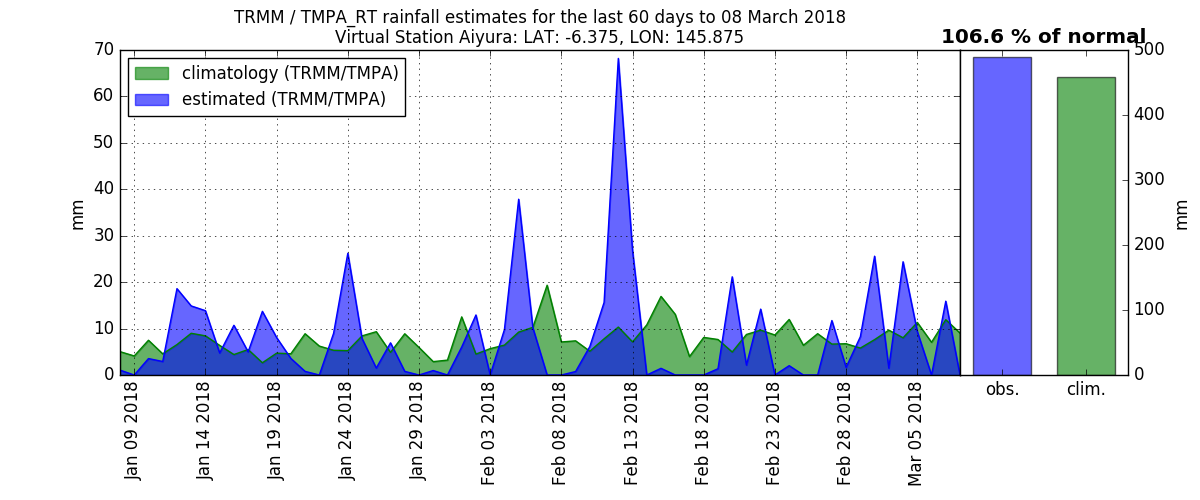 TRMM / TMPA_RT rainfall estimates for the last 60 days to 08 March 2018
Virtual Station Aiyura: LAT: -6.375, LON: 145.875
106.6 % of normal
climatology (TRMM/TMPA)
estimated (TRMM/TMPA)
mm
70
60
50
40
30
20
10
0
Jan 09 2018
Jan 14 2018
Jan 19 2018
Jan 24 2018
Jan 29 2018
Feb 03 2018
Feb 08 2018
Feb 13 2018
Feb 18 2018
Feb 23 2018
Feb 28 2018
Mar 05 2018
obs.
clim.
500
400
300
200
100
0
mm